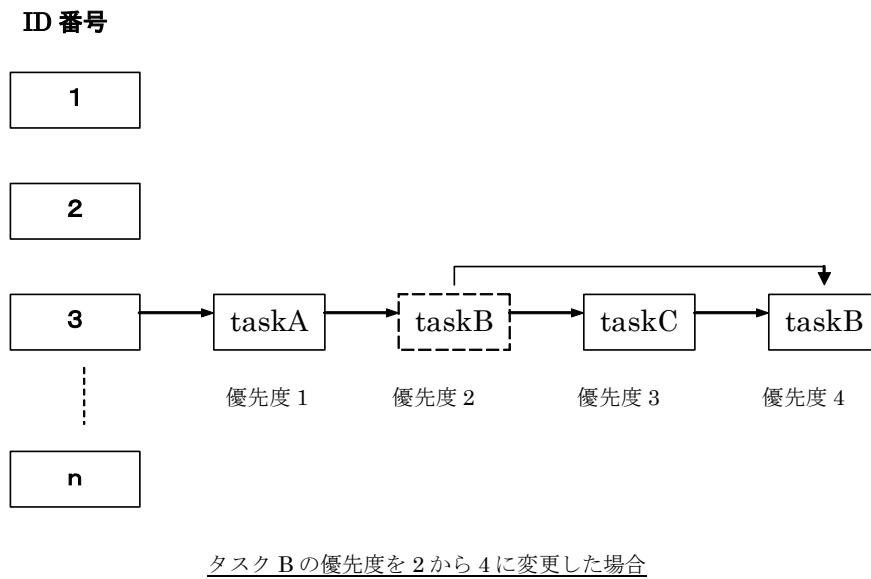 ID 番号
1
2
3
taskA
taskB
taskC
taskB
優先度 1
優先度 2
優先度 3
優先度 4
n
タスク B の優先度を 2 から 4 に変更した場合